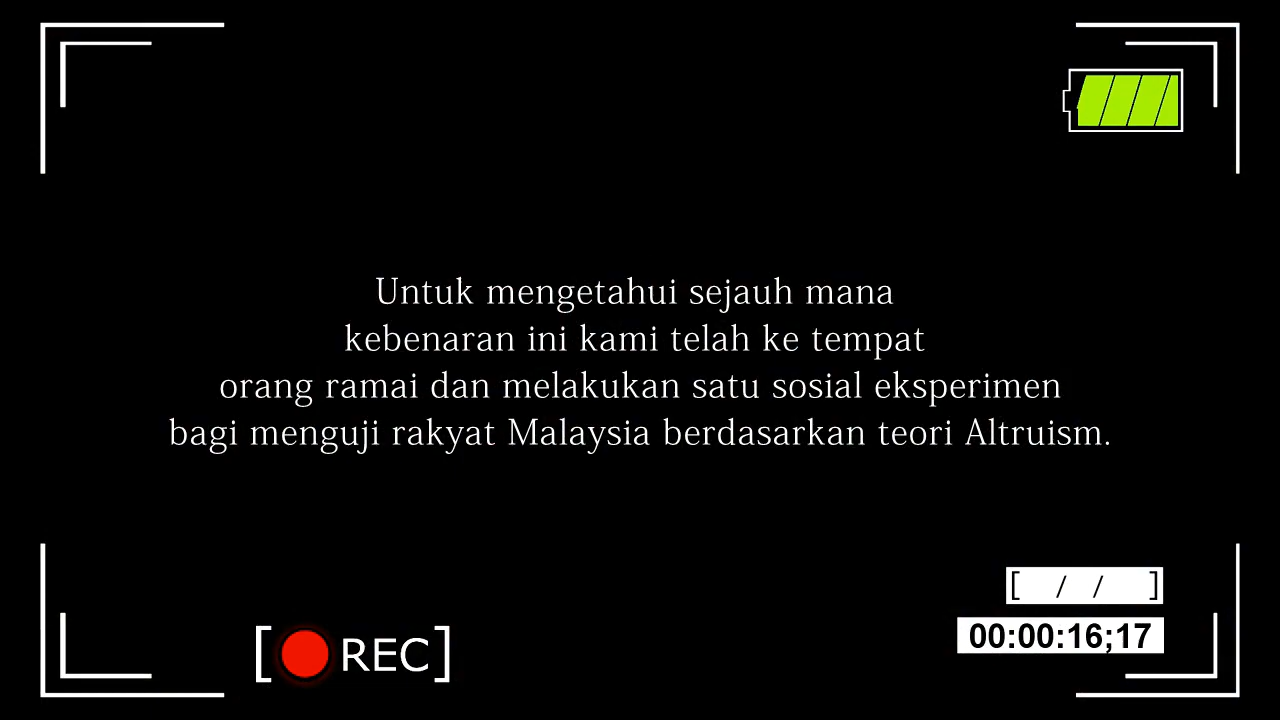 Untuk mengetahui sejauh mana
kebenaran ini kami telah ke tempat
orang ramai dan melakukan satu sosial eksperimen
bagi menguji rakyat Malaysia berdasarkan teori Altruism.
[ / / ]
00:00:16;17
[ REC]